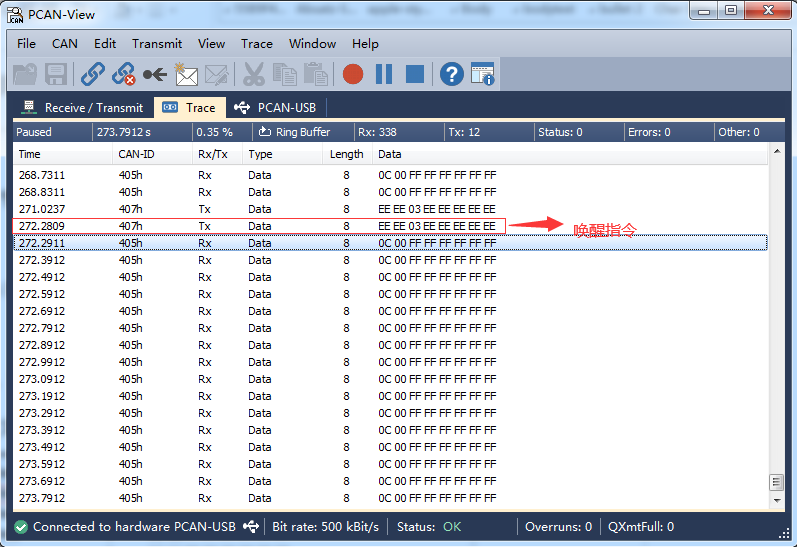 PCAN-View
File CAN Edit Transmit View Trace Window Help
Receive / Transmit Trace PCAN-USB
Paused 273.7912 s 0.35 % Ring Buffer Rx: 338 Tx: 12 Status: 0 Errors: 0 Other: 0
Time CAN-ID Rx/Tx Type Length Data
268.7311 405h Rx Data 8 0C 00 FF FF FF FF FF FF
268.8311 405h Rx Data 8 0C 00 FF FF FF FF FF FF
271.0237 407h Tx Data 8 EE EE 03 EE EE EE EE EE
272.2809 407h Tx Data 8 EE EE 03 EE EE EE EE EE 唤醒指令
272.2911 405h Rx Data 8 0C 00 FF FF FF FF FF FF
272.3912 405h Rx Data 8 0C 00 FF FF FF FF FF FF
272.4912 405h Rx Data 8 0C 00 FF FF FF FF FF FF
272.5912 405h Rx Data 8 0C 00 FF FF FF FF FF FF
272.6912 405h Rx Data 8 0C 00 FF FF FF FF FF FF
272.7912 405h Rx Data 8 0C 00 FF FF FF FF FF FF
272.8912 405h Rx Data 8 0C 00 FF FF FF FF FF FF
272.9912 405h Rx Data 8 0C 00 FF FF FF FF FF FF
273.0912 405h Rx Data 8 0C 00 FF FF FF FF FF FF
273.1912 405h Rx Data 8 0C 00 FF FF FF FF FF FF
273.2912 405h Rx Data 8 0C 00 FF FF FF FF FF FF
273.3912 405h Rx Data 8 0C 00 FF FF FF FF FF FF
273.4912 405h Rx Data 8 0C 00 FF FF FF FF FF FF
273.5912 405h Rx Data 8 0C 00 FF FF FF FF FF FF
273.6912 405h Rx Data 8 0C 00 FF FF FF FF FF FF
273.7912 405h Rx Data 8 0C 00 FF FF FF FF FF FF
Connected to hardware PCAN-USB Bit rate: 500 kBit/s Status: OK Overruns: 0 QXmtFull: 0